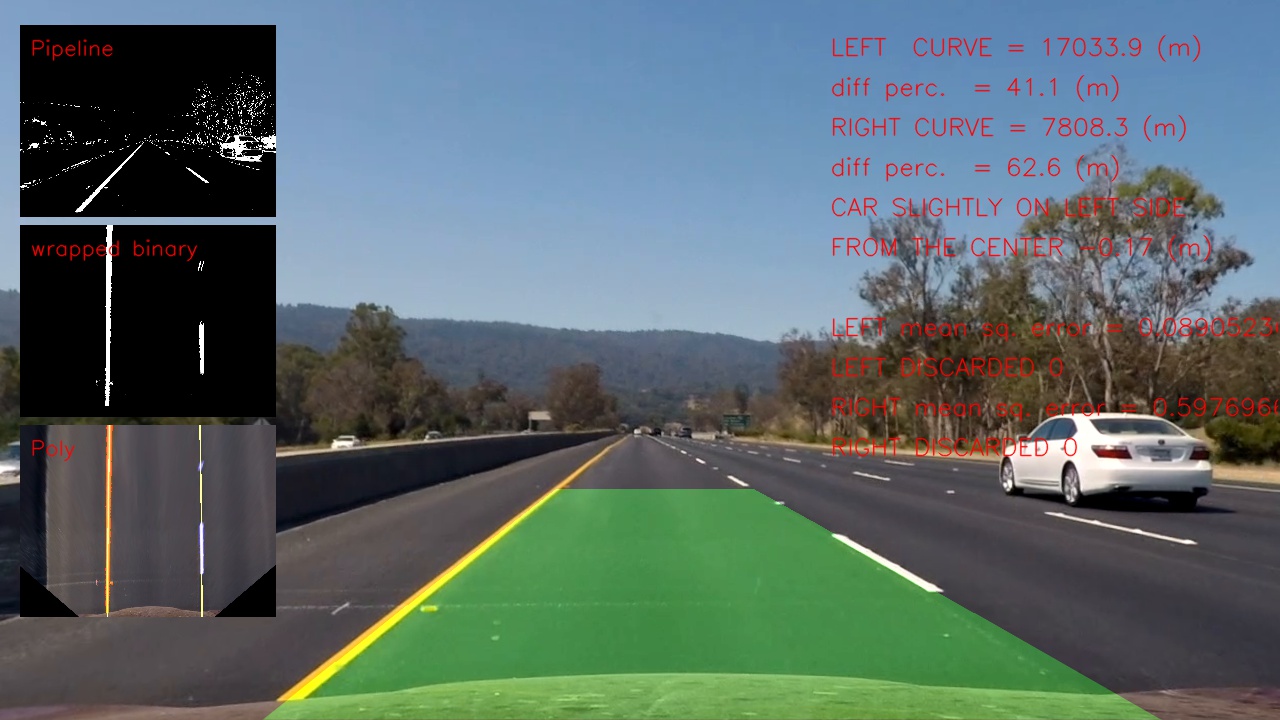 Pipeline
wrapped binary
Poly
LEFT CURVE = 17033.9 (m)
diff perc. = 41.1 (m)
RIGHT CURVE = 7808.3 (m)
diff perc. = 62.6 (m)
CAR SLIGHTLY ON LEFT SIDE
FROM THE CENTER -0.17 (m)
LEFT mean sq. error = 0.0890523
LEFT DISCARDED 0
RIGHT mean sq. error = 0.597696
RIGHT DISCARDED 0